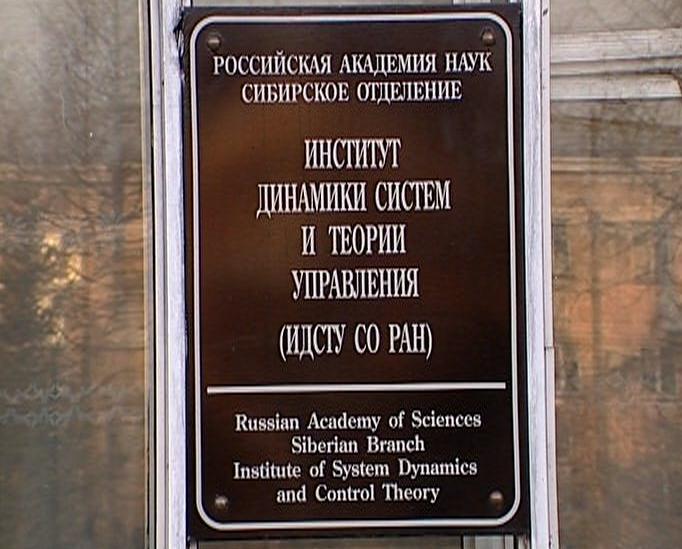 РОССИЙСКАЯ АКАДЕМИЯ НАУК
СИБИРСКОЕ ОТДЕЛЕНИЕ
ИНСТИТУТ
ДИНАМИКИ СИСТЕМ
И ТЕОРИИ
УПРАВЛЕНИЯ
(ИДСТУ СО РАН)
Russian Academy of Sciences
Siberian Branch
Institute of System Dynamics
and Control Theory